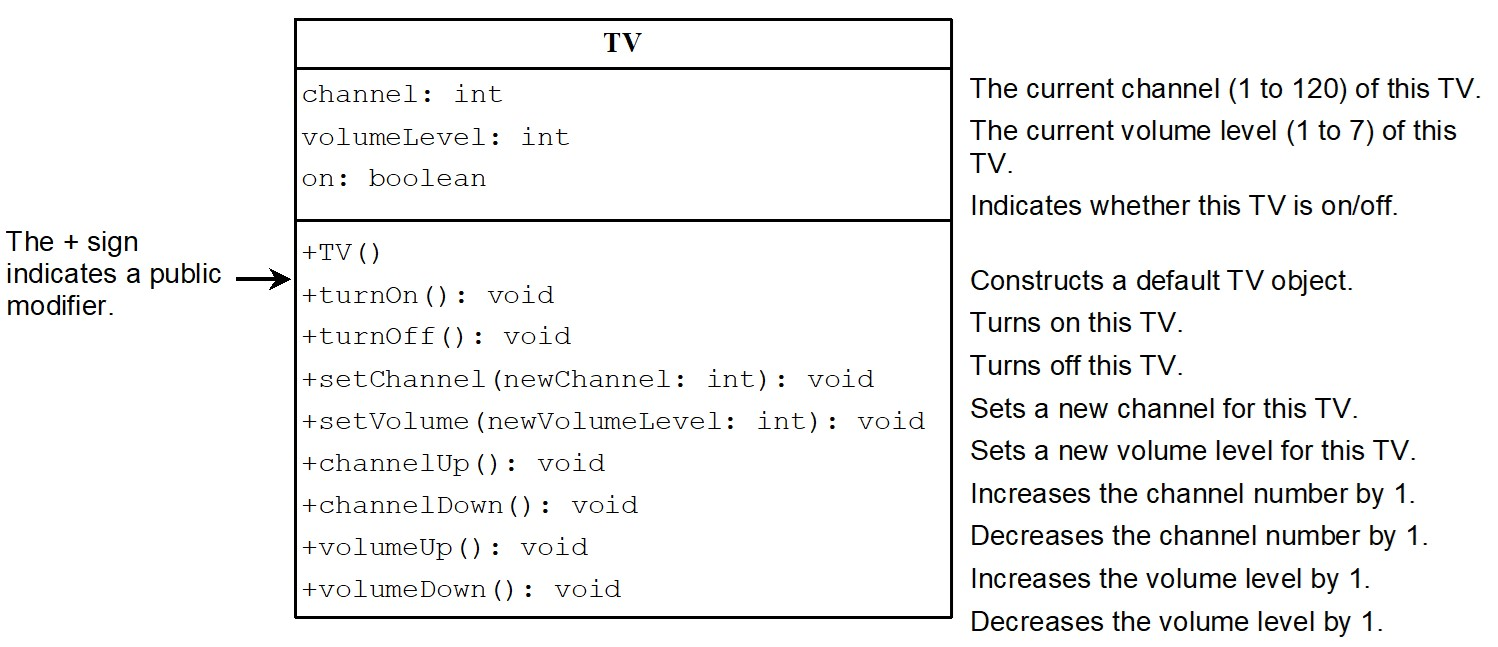 TV
channel: int
volumeLevel: int
on: boolean
The current channel (1 to 120) of this TV.
The current volume level (1 to 7) of this
TV.
Indicates whether this TV is on/off.
The + sign
indicates a public
modifier.
+TV()
+turnOn(): void
+turnOff(): void
+setChannel(newChannel: int): void
+setVolume(newVolumeLevel: int): void
+channelUp(): void
+channelDown(): void
+volumeUp(): void
+volumeDown(): void
Constructs a default TV object.
Turns on this TV.
Turns off this TV.
Sets a new channel for this TV.
Sets a new volume level for this TV.
Increases the channel number by 1.
Decreases the channel number by 1.
Increases the volume level by 1.
Decreases the volume level by 1.